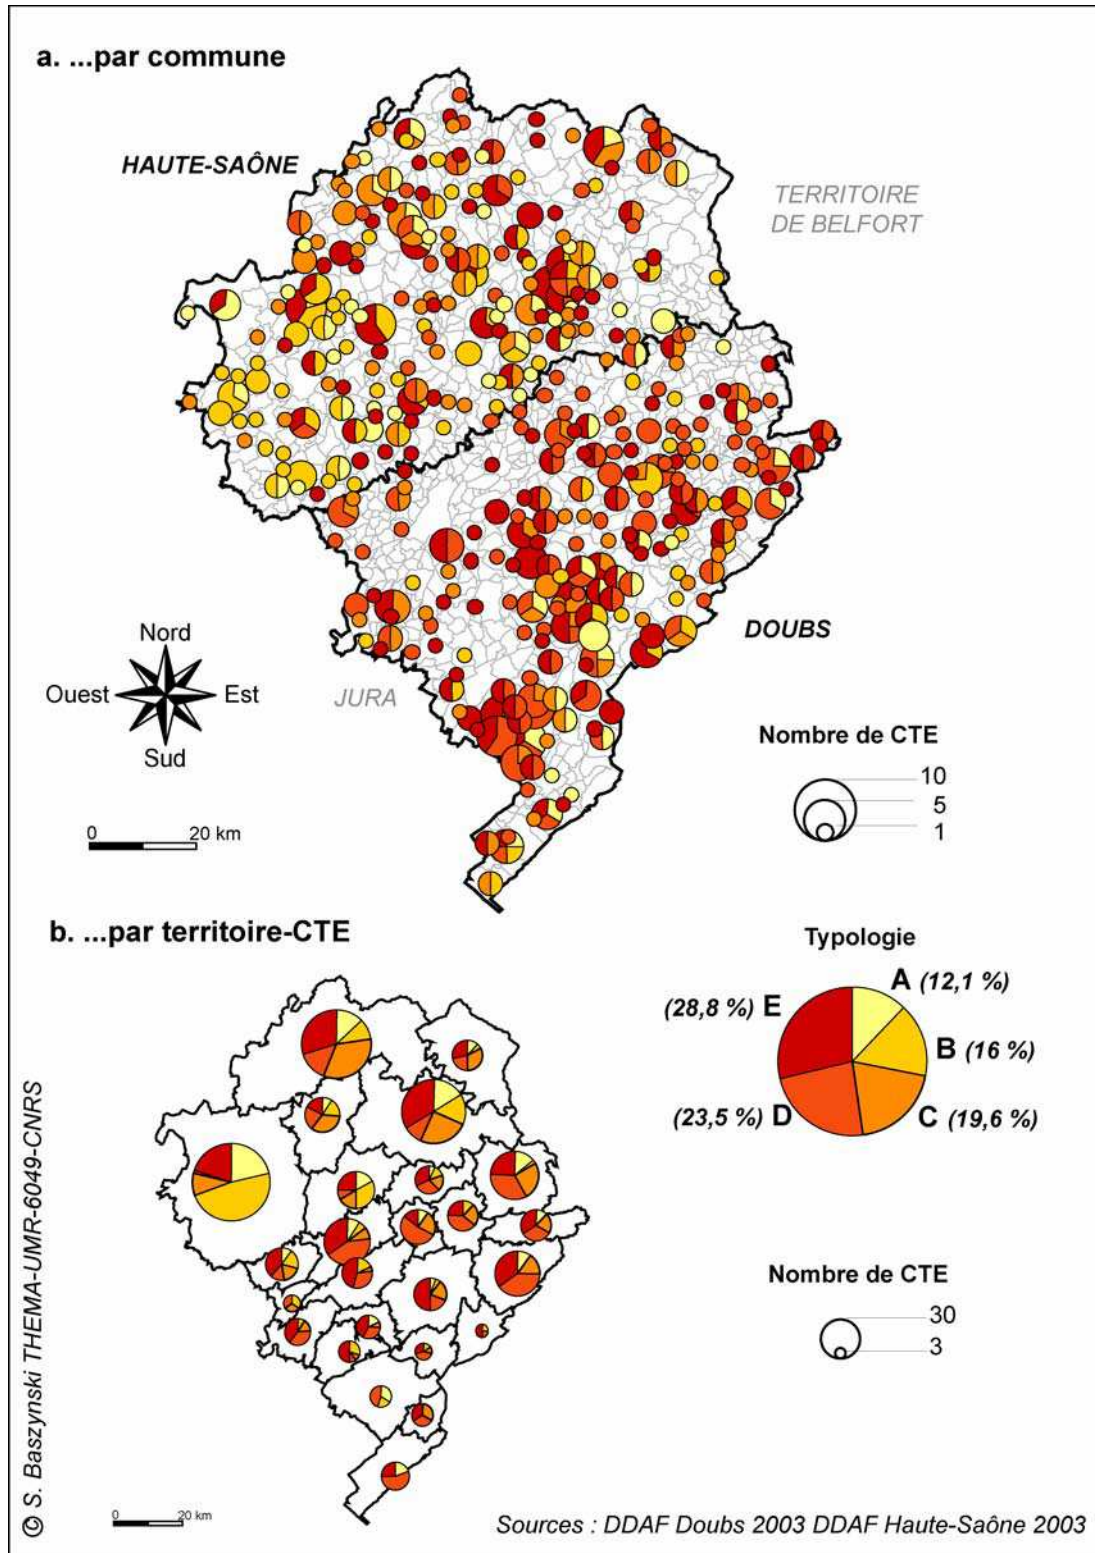 a. ...par commune
HAUTE-SAÔNE
TERRITOIRE
DE BELFORT
DOUBS
JURA
Nord
Ouest
Est
Sud
0
20 km
Nombre de CTE
10
5
1
b. ...par territoire-CTE
Typologie
A (12,1 %)
(28,8 %) E
B (16 %)
(23,5 %) D
C (19,6 %)
Nombre de CTE
30
3
0
20 km
© S. Baszynski THEMA-UMR-6049-CNRS
Sources : DDAF Doubs 2003 DDAF Haute-Saône 2003